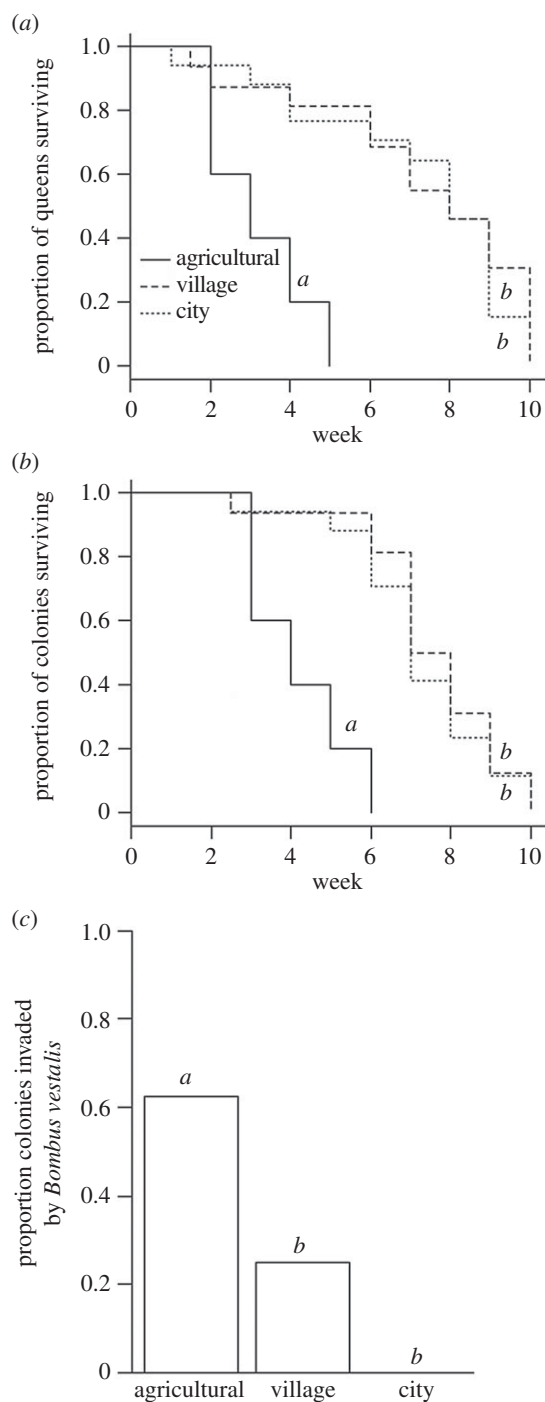 (a)
1.0
0.8
0.6
0.4
0.2
0
proportion of queens surviving
agricultural
village
city
a
b
b
0 2 4 6 8 10
week
(b)
1.0
0.8
0.6
0.4
0.2
0
proportion of colonies surviving
a
b
b
0 2 4 6 8 10
week
(c)
1.0
0.8
0.6
0.4
0.2
0
proportion colonies invaded
by Bombus vestalis
a
b
b
agricultural village city